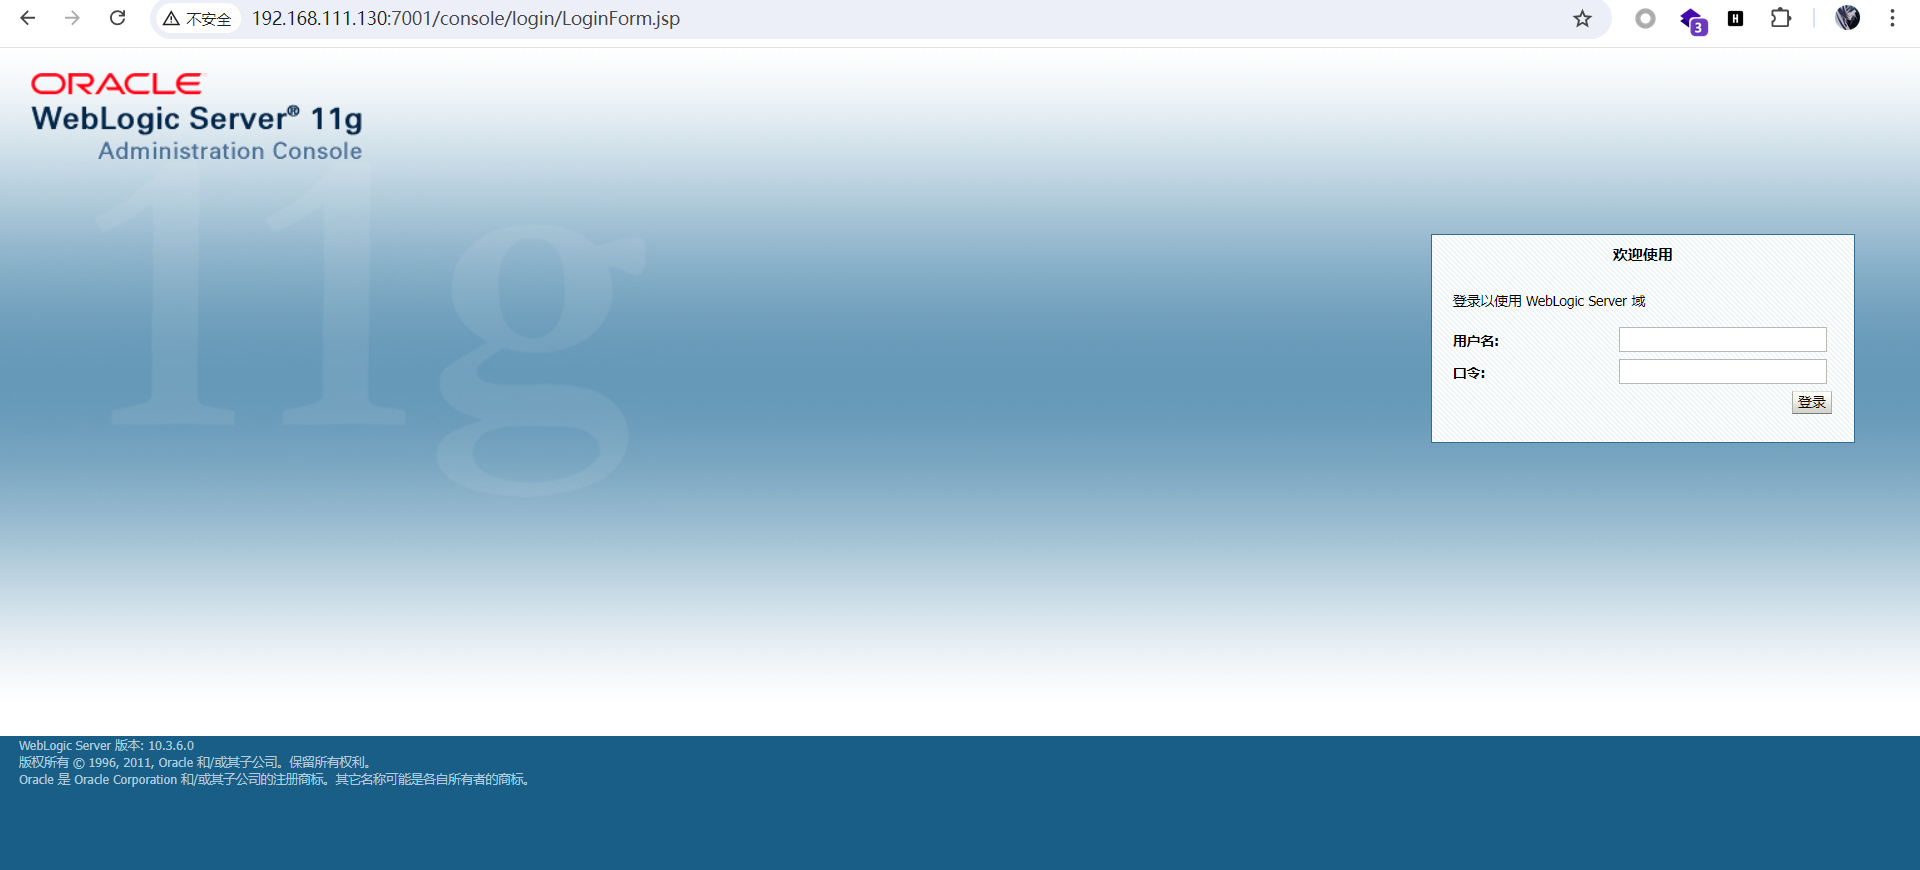 不安全
192.168.111.130:7001/console/login/LoginForm.jsp
3
H
ORACLE
WebLogic Server® 11g
Administration Console
11g
欢迎使用
登录以使用 WebLogic Server 域
用户名:
口令:
登录
WebLogic Server 版本: 10.3.6.0
版权所有 © 1996, 2011, Oracle 和/或其子公司。保留所有权利。
Oracle 是 Oracle Corporation 和/或其子公司的注册商标。其它名称可能是各自所有者的商标。